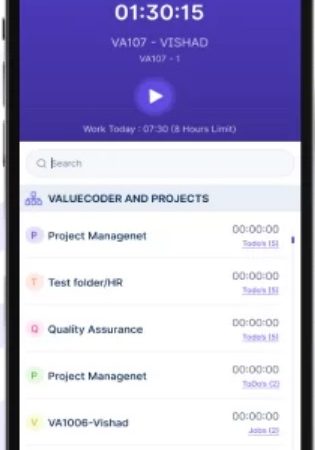 01:30:15
VA107 - VISHAD
VA107 - 1
Work Today : 07:30 (8 Hours Limit)
Search
VALUECODER AND PROJECTS
P Project Managenet 00:00:00
Todo's (5)
T Test folder/HR 00:00:00
Todo's (5)
Q Quality Assurance 00:00:00
Todo's (5)
P Project Managenet 00:00:00
ToDo's (2)
V VA1006-Vishad 00:00:00
Jobs (2)